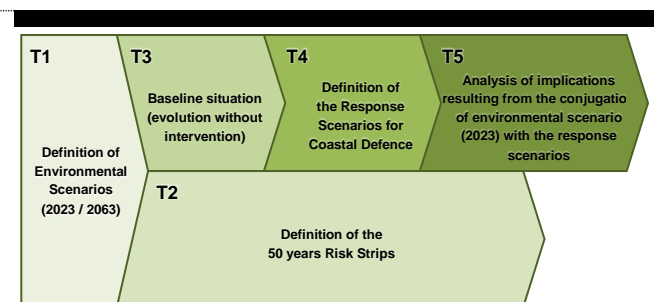 T1
Definition of
Environmental
Scenarios
(2023 / 2063)
T3
Baseline situation
(evolution without
intervention)
T4
Definition of
the Response
Scenarios for
Coastal Defence
T5
Analysis of implications
resulting from the conjugatio
of environmental scenario
(2023) with the response
scenarios
T2
Definition of the
50 years Risk Strips